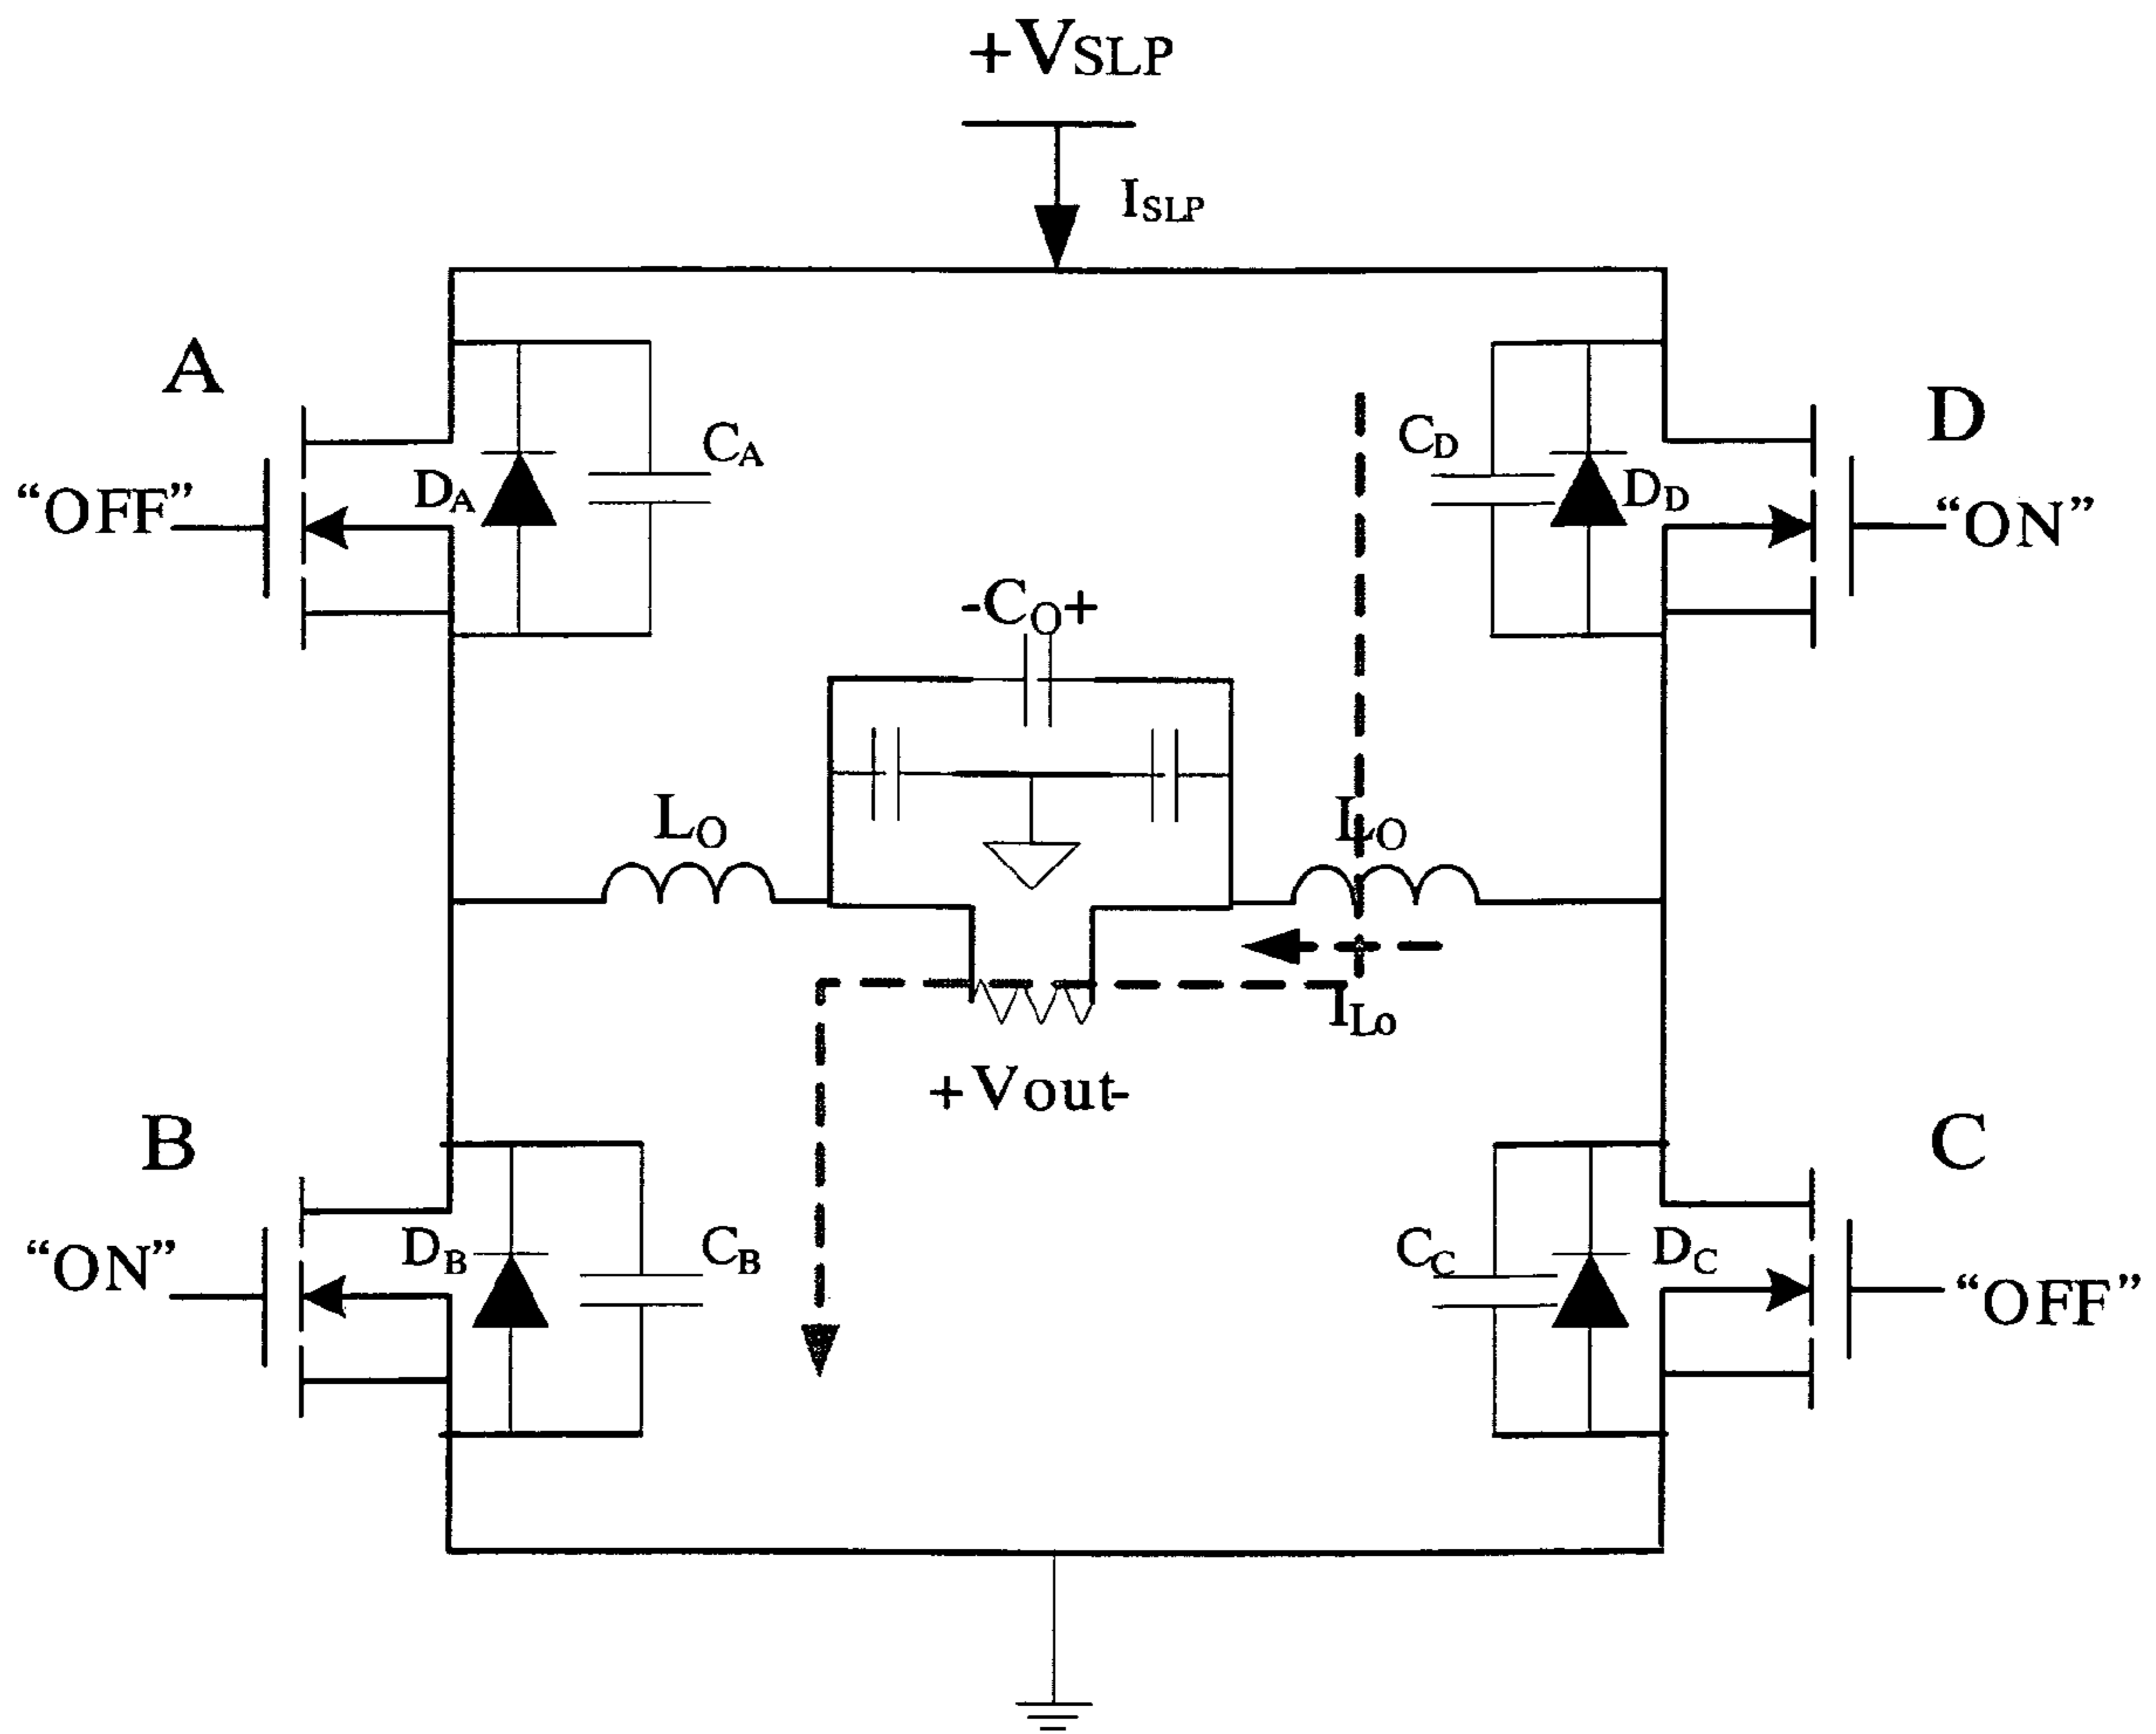 +VSLP
ISLP
A
D
CA
CD
DA
DD
“OFF”
“ON”
-CO+
LO
LO
ILo
+Vout-
B
C
DB
CB
CC
DC
“ON”
“OFF”